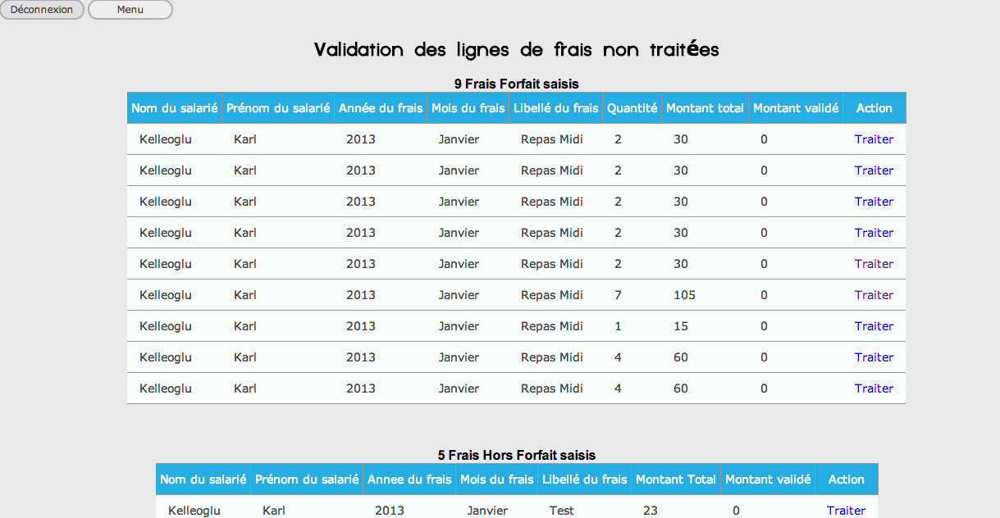 Déconnexion Menu
Validation des lignes de frais non traitées
9 Frais Forfait saisis
Nom du salarié Prénom du salarié Année du frais Mois du frais Libellé du frais Quantité Montant total Montant validé Action
Kelleoglu Karl 2013 Janvier Repas Midi 2 30 0 Traiter
Kelleoglu Karl 2013 Janvier Repas Midi 2 30 0 Traiter
Kelleoglu Karl 2013 Janvier Repas Midi 2 30 0 Traiter
Kelleoglu Karl 2013 Janvier Repas Midi 2 30 0 Traiter
Kelleoglu Karl 2013 Janvier Repas Midi 2 30 0 Traiter
Kelleoglu Karl 2013 Janvier Repas Midi 7 105 0 Traiter
Kelleoglu Karl 2013 Janvier Repas Midi 1 15 0 Traiter
Kelleoglu Karl 2013 Janvier Repas Midi 4 60 0 Traiter
Kelleoglu Karl 2013 Janvier Repas Midi 4 60 0 Traiter
5 Frais Hors Forfait saisis
Nom du salarié Prénom du salarié Annee du frais Mois du frais Libellé du frais Montant Total Montant validé Action
Kelleoglu Karl 2013 Janvier Test 23 0 Traiter